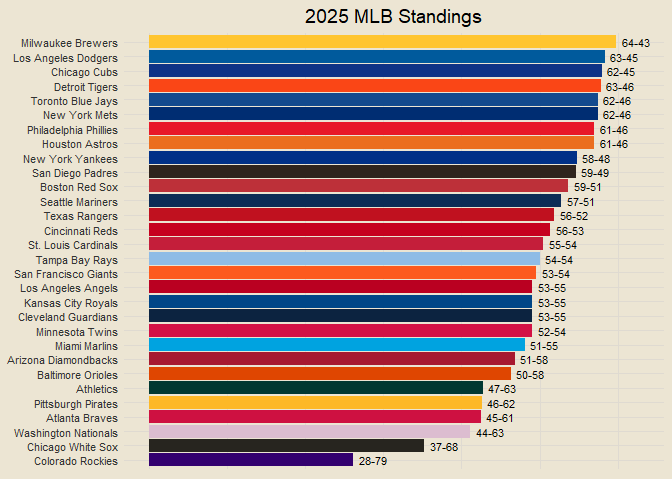 2025 MLB Standings
Milwaukee Brewers 64-43
Los Angeles Dodgers 63-45
Chicago Cubs 62-45
Detroit Tigers 63-46
Toronto Blue Jays 62-46
New York Mets 62-46
Philadelphia Phillies 61-46
Houston Astros 61-46
New York Yankees 58-48
San Diego Padres 59-49
Boston Red Sox 59-51
Seattle Mariners 57-51
Texas Rangers 56-52
Cincinnati Reds 56-53
St. Louis Cardinals 55-54
Tampa Bay Rays 54-54
San Francisco Giants 53-54
Los Angeles Angels 53-55
Kansas City Royals 53-55
Cleveland Guardians 53-55
Minnesota Twins 52-54
Miami Marlins 51-55
Arizona Diamondbacks 51-58
Baltimore Orioles 50-58
Athletics 47-63
Pittsburgh Pirates 46-62
Atlanta Braves 45-61
Washington Nationals 44-63
Chicago White Sox 37-68
Colorado Rockies 28-79